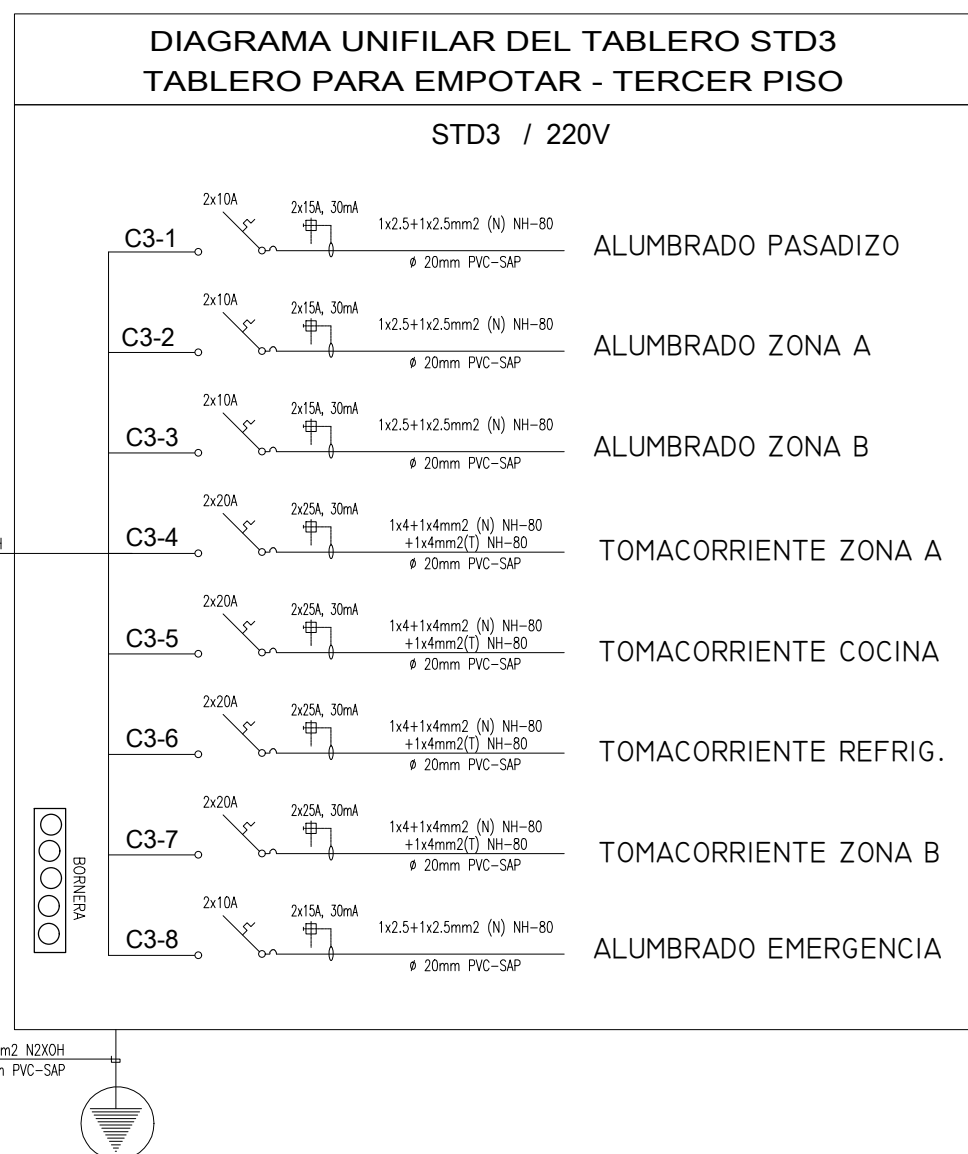 DIAGRAMA UNIFILAR DEL TABLERO STD3
TABLERO PARA EMPOTAR - TERCER PISO
STD3 / 220V
C3-1
2x10A
2x15A, 30mA
1x2.5+1x2.5mm2 (N) NH-80
ø 20mm PVC-SAP
ALUMBRADO PASADIZO
C3-2
2x10A
2x15A, 30mA
1x2.5+1x2.5mm2 (N) NH-80
ø 20mm PVC-SAP
ALUMBRADO ZONA A
C3-3
2x10A
2x15A, 30mA
1x2.5+1x2.5mm2 (N) NH-80
ø 20mm PVC-SAP
ALUMBRADO ZONA B
C3-4
2x20A
2x25A, 30mA
1x4+1x4mm2 (N) NH-80
+1x4mm2(T) NH-80
ø 20mm PVC-SAP
TOMACORRIENTE ZONA A
C3-5
2x20A
2x25A, 30mA
1x4+1x4mm2 (N) NH-80
+1x4mm2(T) NH-80
ø 20mm PVC-SAP
TOMACORRIENTE COCINA
C3-6
2x20A
2x25A, 30mA
1x4+1x4mm2 (N) NH-80
+1x4mm2(T) NH-80
ø 20mm PVC-SAP
TOMACORRIENTE REFRIG.
C3-7
2x20A
2x25A, 30mA
1x4+1x4mm2 (N) NH-80
+1x4mm2(T) NH-80
ø 20mm PVC-SAP
TOMACORRIENTE ZONA B
BORNERA
C3-8
2x10A
2x15A, 30mA
1x2.5+1x2.5mm2 (N) NH-80
ø 20mm PVC-SAP
ALUMBRADO EMERGENCIA
m2 N2XOH
PVC-SAP